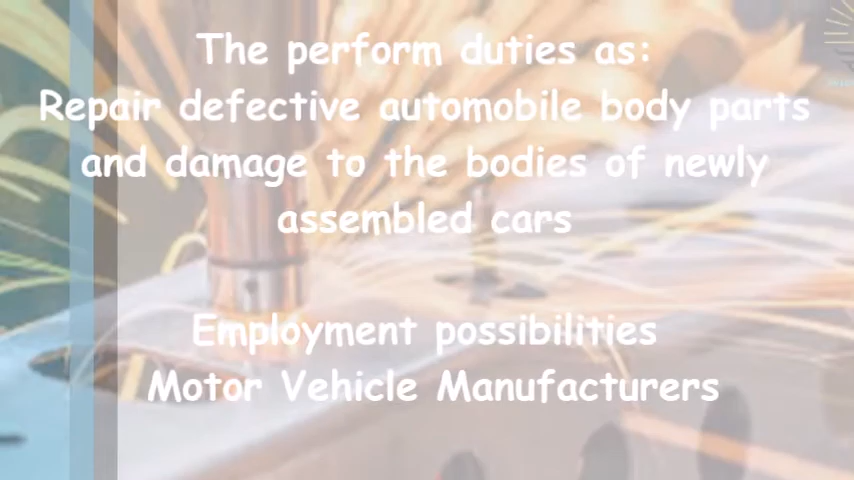 The perform duties as:
Repair defective automobile body parts
and damage to the bodies of newly
assembled cars
Employment possibilities
Motor Vehicle Manufacturers